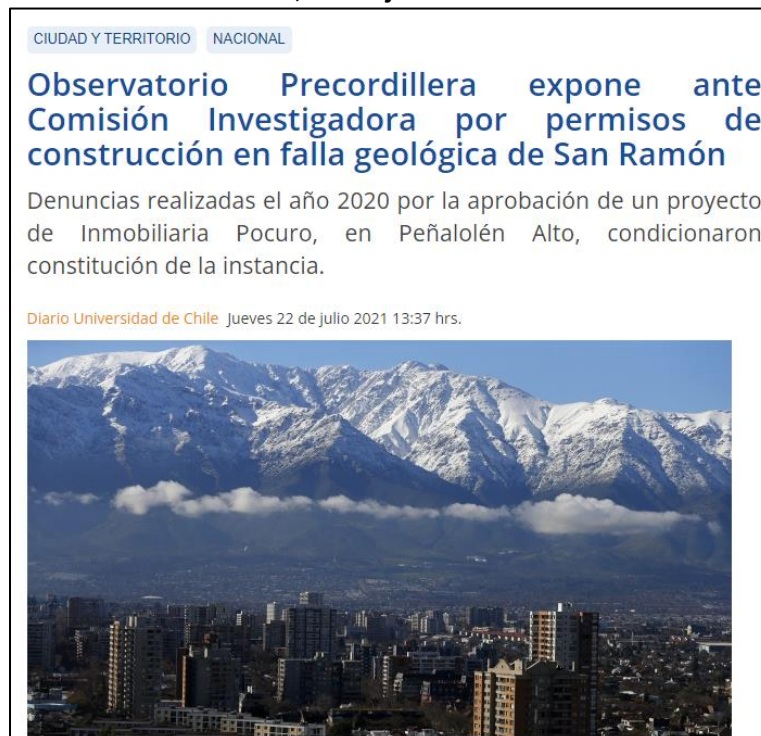 CIUDAD Y TERRITORIO NACIONAL
Observatorio Precordillera expone ante
Comisión Investigadora por permisos de
construcción en falla geológica de San Ramón
Denuncias realizadas el año 2020 por la aprobación de un proyecto
de Inmobiliaria Pocuro, en Peñalolén Alto, condicionaron
constitución de la instancia.
Diario Universidad de Chile Jueves 22 de julio 2021 13:37 hrs.